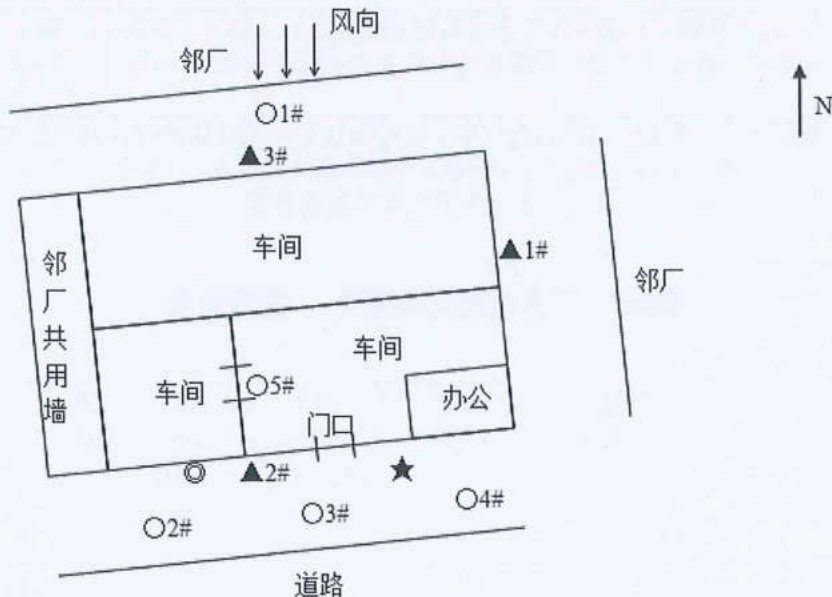 风向
邻厂
○1#
N
▲3#
车间
▲1#
邻厂
邻厂共用墙
车间
车间
○5#
办公
门口
◎
▲2#
★
○4#
○3#
○2#
道路